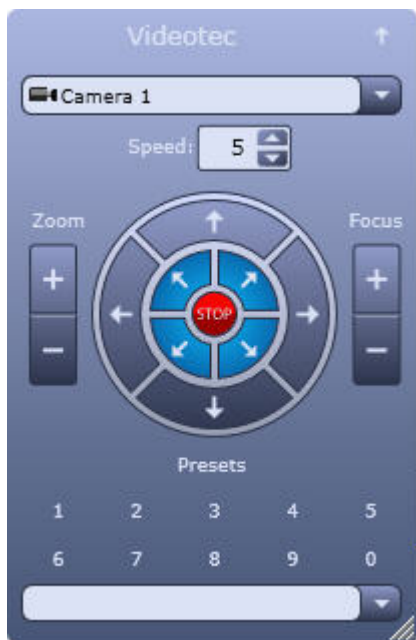 Videotec
Camera 1
Speed: 5
Zoom
Focus
+
+
STOP
−
−
Presets
1 2 3 4 5
6 7 8 9 0